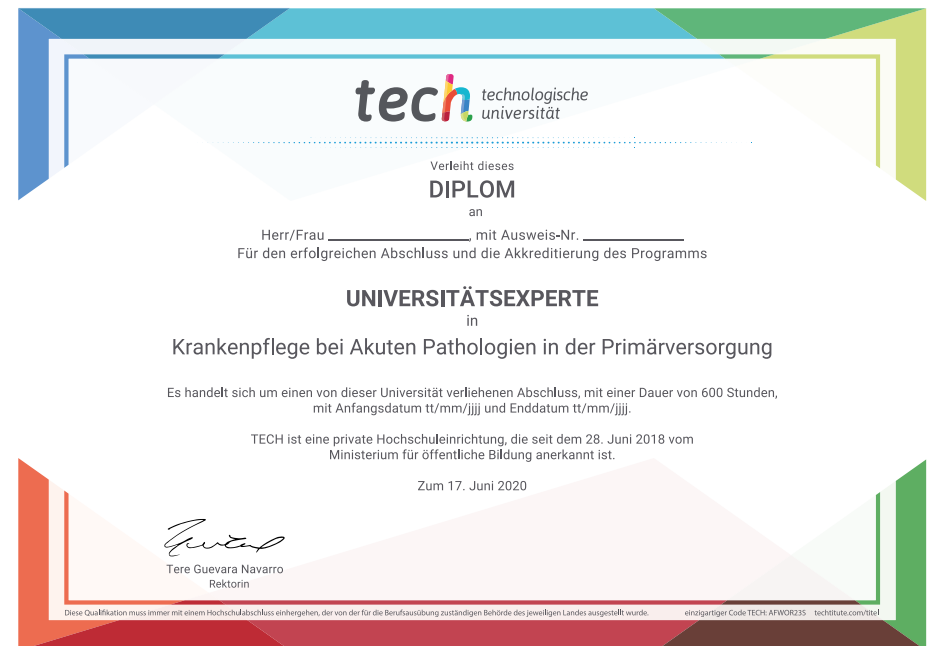 tech technologische
universität
Verleiht dieses
DIPLOM
an
Herr/Frau ____________________, mit Ausweis-Nr. ______________
Für den erfolgreichen Abschluss und die Akkreditierung des Programms
UNIVERSITÄTSEXPERTE
in
Krankenpflege bei Akuten Pathologien in der Primärversorgung
Es handelt sich um einen von dieser Universität verliehenen Abschluss, mit einer Dauer von 600 Stunden,
mit Anfangsdatum tt/mm/jjjj und Enddatum tt/mm/jjjj.
TECH ist eine private Hochschuleinrichtung, die seit dem 28. Juni 2018 vom
Ministerium für öffentliche Bildung anerkannt ist.
Zum 17. Juni 2020
Tere Guevara Navarro
Rektorin
Diese Qualifikation muss immer mit einem Hochschulabschluss einhergehen, der von der für die Berufsausübung zuständigen Behörde des jeweiligen Landes ausgestellt wurde. einzigartiger Code TECH: AFWOR23S techtitute.com/titel